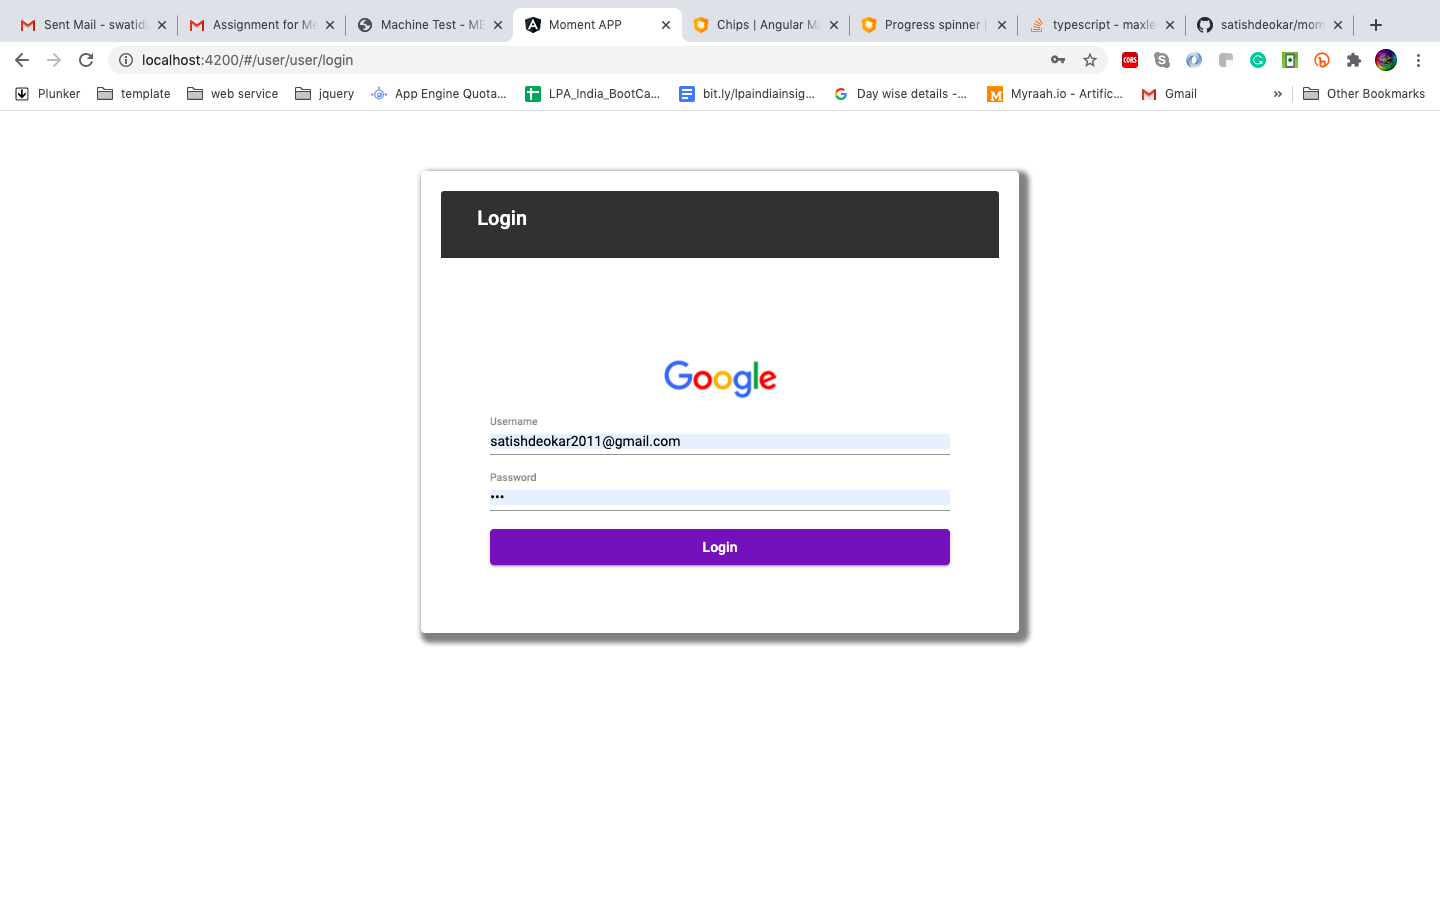 Sent Mail - swatid
Assignment for Me
Machine Test - ME
Moment APP
Chips | Angular Ma
Progress spinner |
typescript - maxle
satishdeokar/mom
localhost:4200/#/user/user/login
CORS
Plunker
template
web service
jquery
App Engine Quota...
LPA_India_BootCa...
bit.ly/lpaindiainsig...
Day wise details -...
Myraah.io - Artific...
Gmail
»
Other Bookmarks
Login
Google
Username
satishdeokar2011@gmail.com
Password
•••
Login